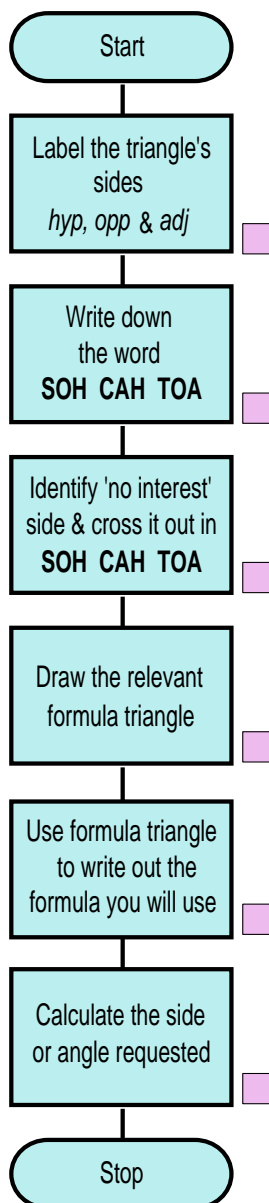 Start
Label the triangle's
sides
hyp, opp & adj
Write down
the word
SOH CAH TOA
Identify 'no interest'
side & cross it out in
SOH CAH TOA
Draw the relevant
formula triangle
Use formula triangle
to write out the
formula you will use
Calculate the side
or angle requested
Stop